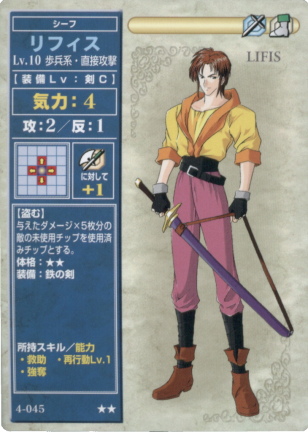 シーフ
リフィス
Lv.10 歩兵系・直接攻撃
【装備Lv：剣C】
気力：4
攻：2／反：1
に対して
+1
【盗む】
与えたダメージ×5枚分の
敵の未使用チップを使用済
みチップとする。
体格：★★
装備：鉄の剣
所持スキル／能力
・救助 ・再行動Lv.1
・強奪
4-045 ★★
LIFIS